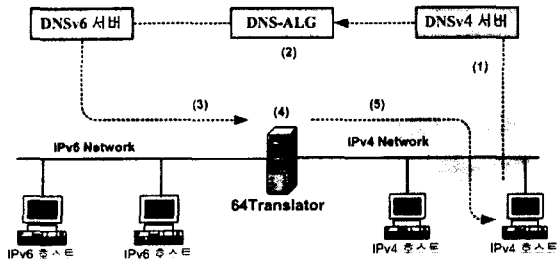 DNSv6 서버
DNS-ALG
DNSv4 서버
(2)
(1)
(3)
(4)
(5)
IPv6 Network
IPv4 Network
64Translator
IPv6 호스트
IPv6 호스트
IPv4 호스트
IPv4 호스트